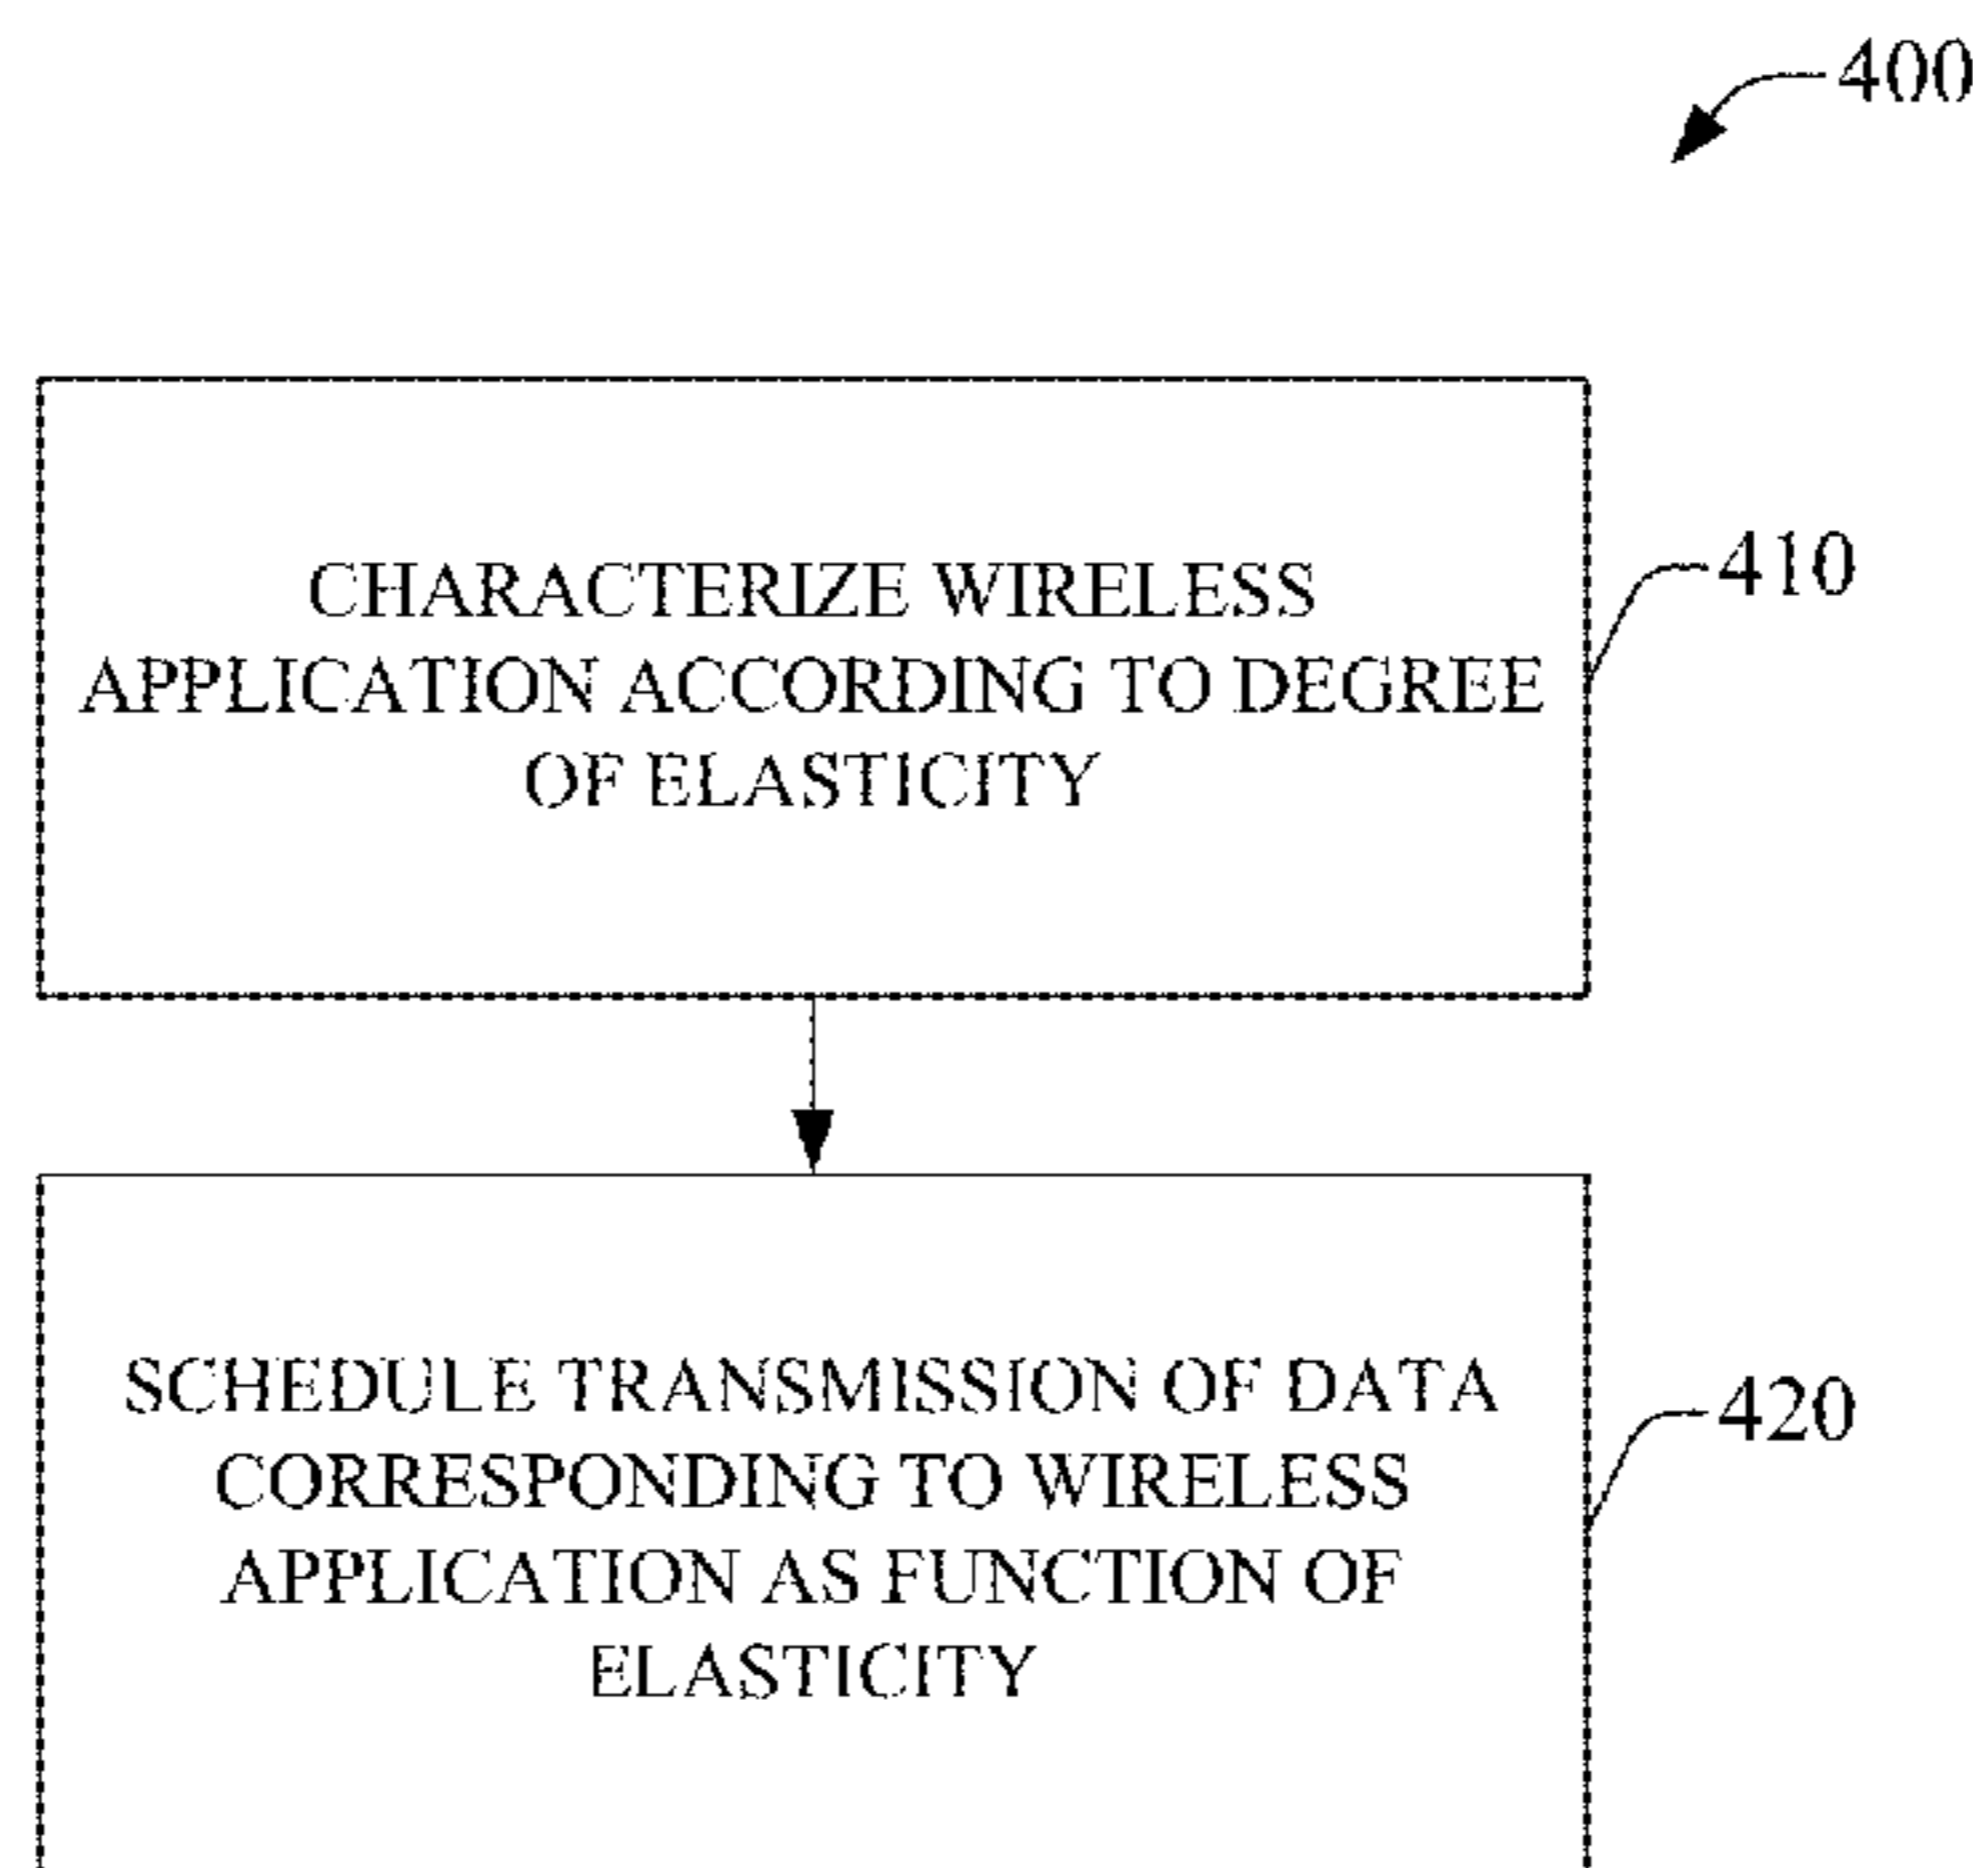 400
CHARACTERIZE WIRELESS
APPLICATION ACCORDING TO DEGREE
OF ELASTICITY
410
SCHEDULE TRANSMISSION OF DATA
CORRESPONDING TO WIRELESS
APPLICATION AS FUNCTION OF
ELASTICITY
420